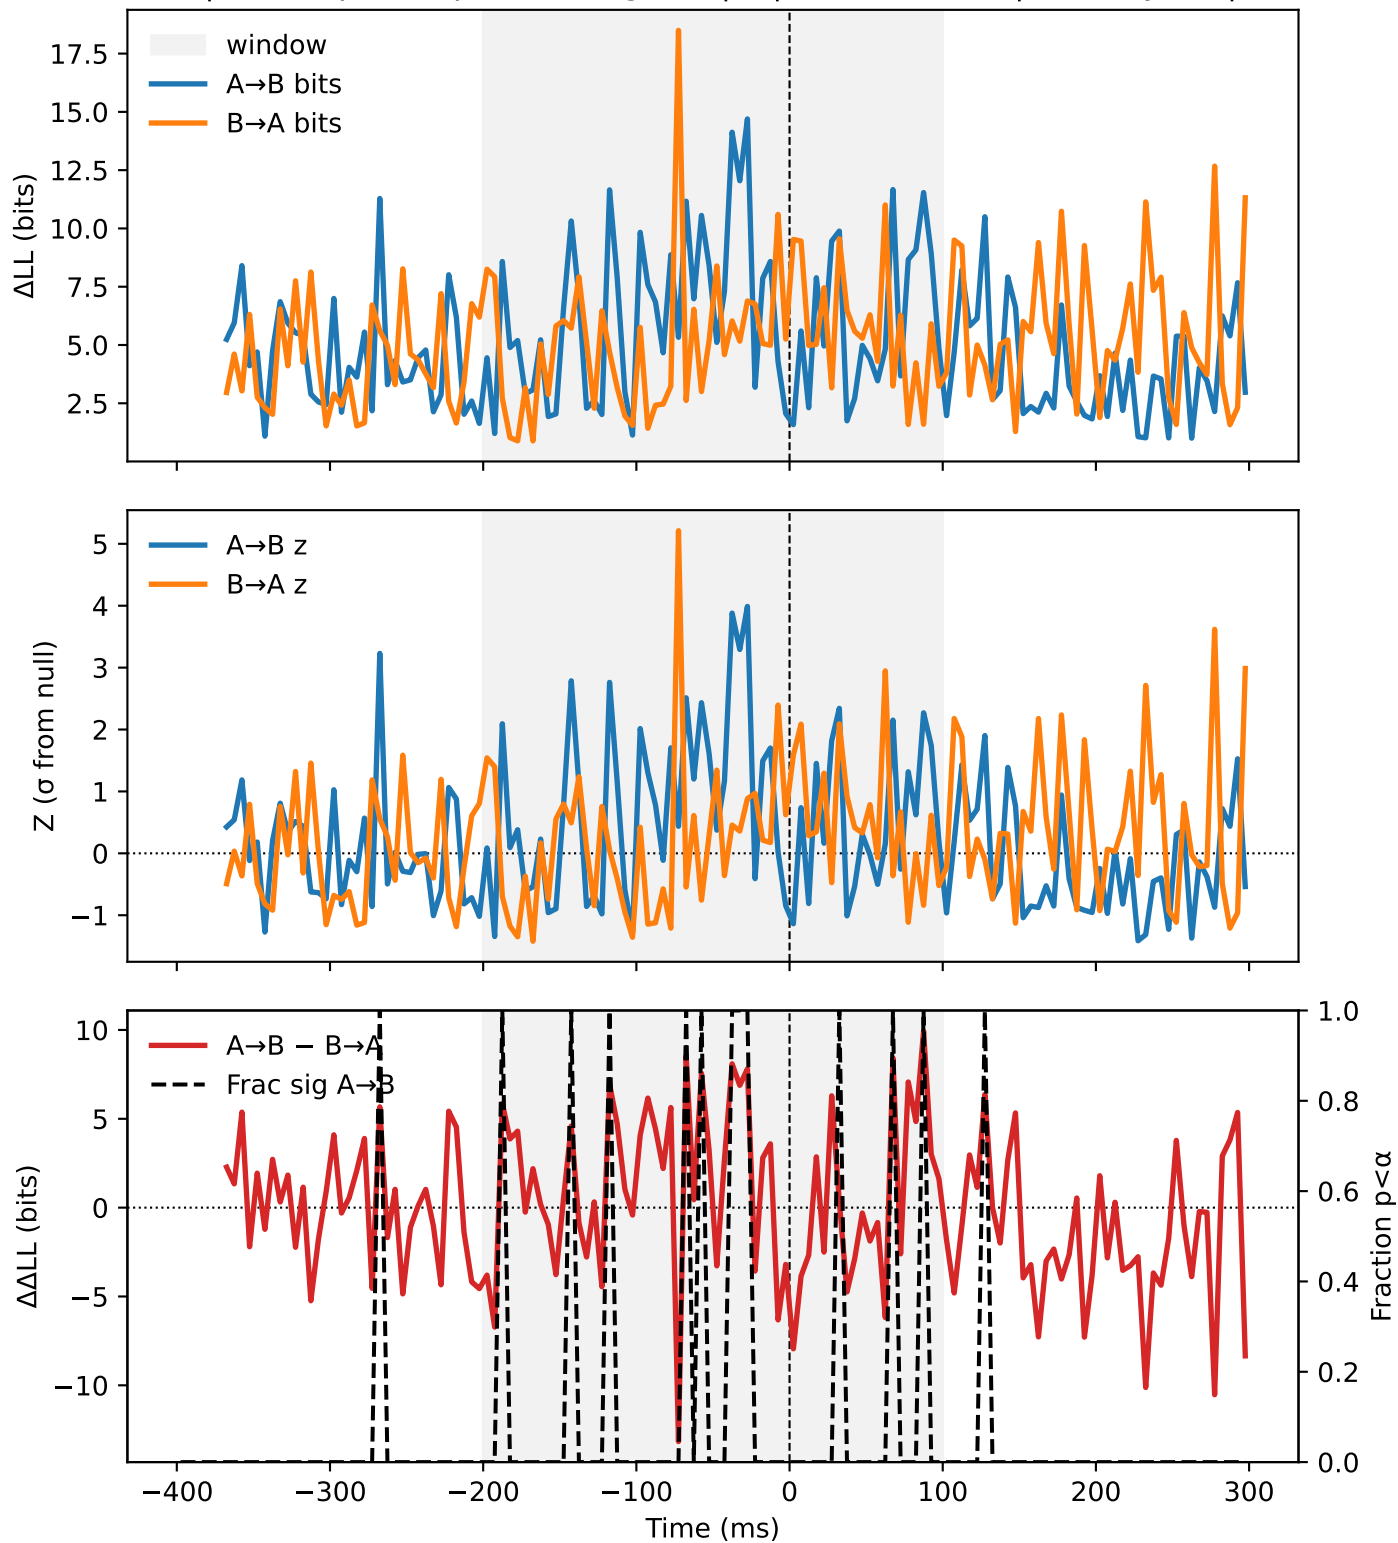 window
A→B bits
B→A bits
ΔLL (bits)
17.5
15.0
12.5
10.0
7.5
5.0
2.5
A→B z
B→A z
Z (σ from null)
5
4
3
2
1
0
−1
A→B − B→A
Frac sig A→B
ΔΔLL (bits)
10
5
0
−5
−10
1.0
0.8
0.6
0.4
0.2
0.0
Fraction p<α
−400 −300 −200 −100 0 100 200 300
Time (ms)